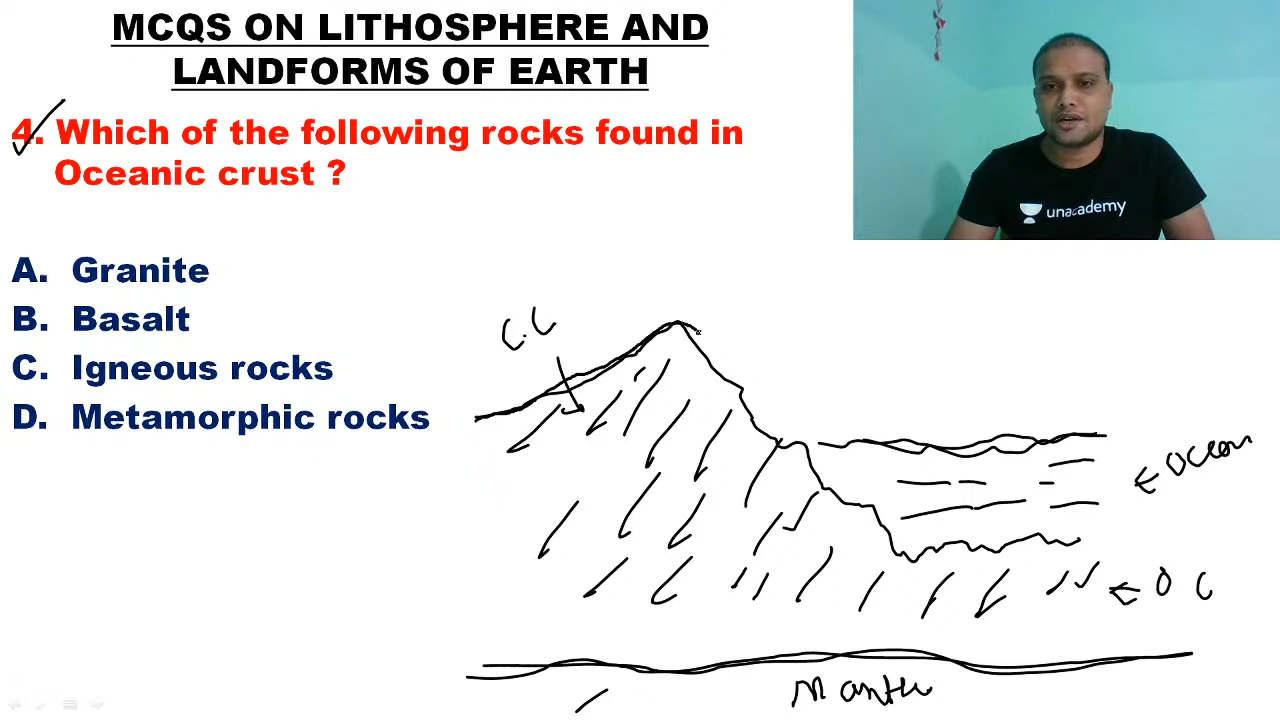 MCQS ON LITHOSPHERE AND
LANDFORMS OF EARTH
4. Which of the following rocks found in
Oceanic crust ?
A. Granite
B. Basalt
C. Igneous rocks
D. Metamorphic rocks
unacademy
C.C
Ocean
O C
Mantle